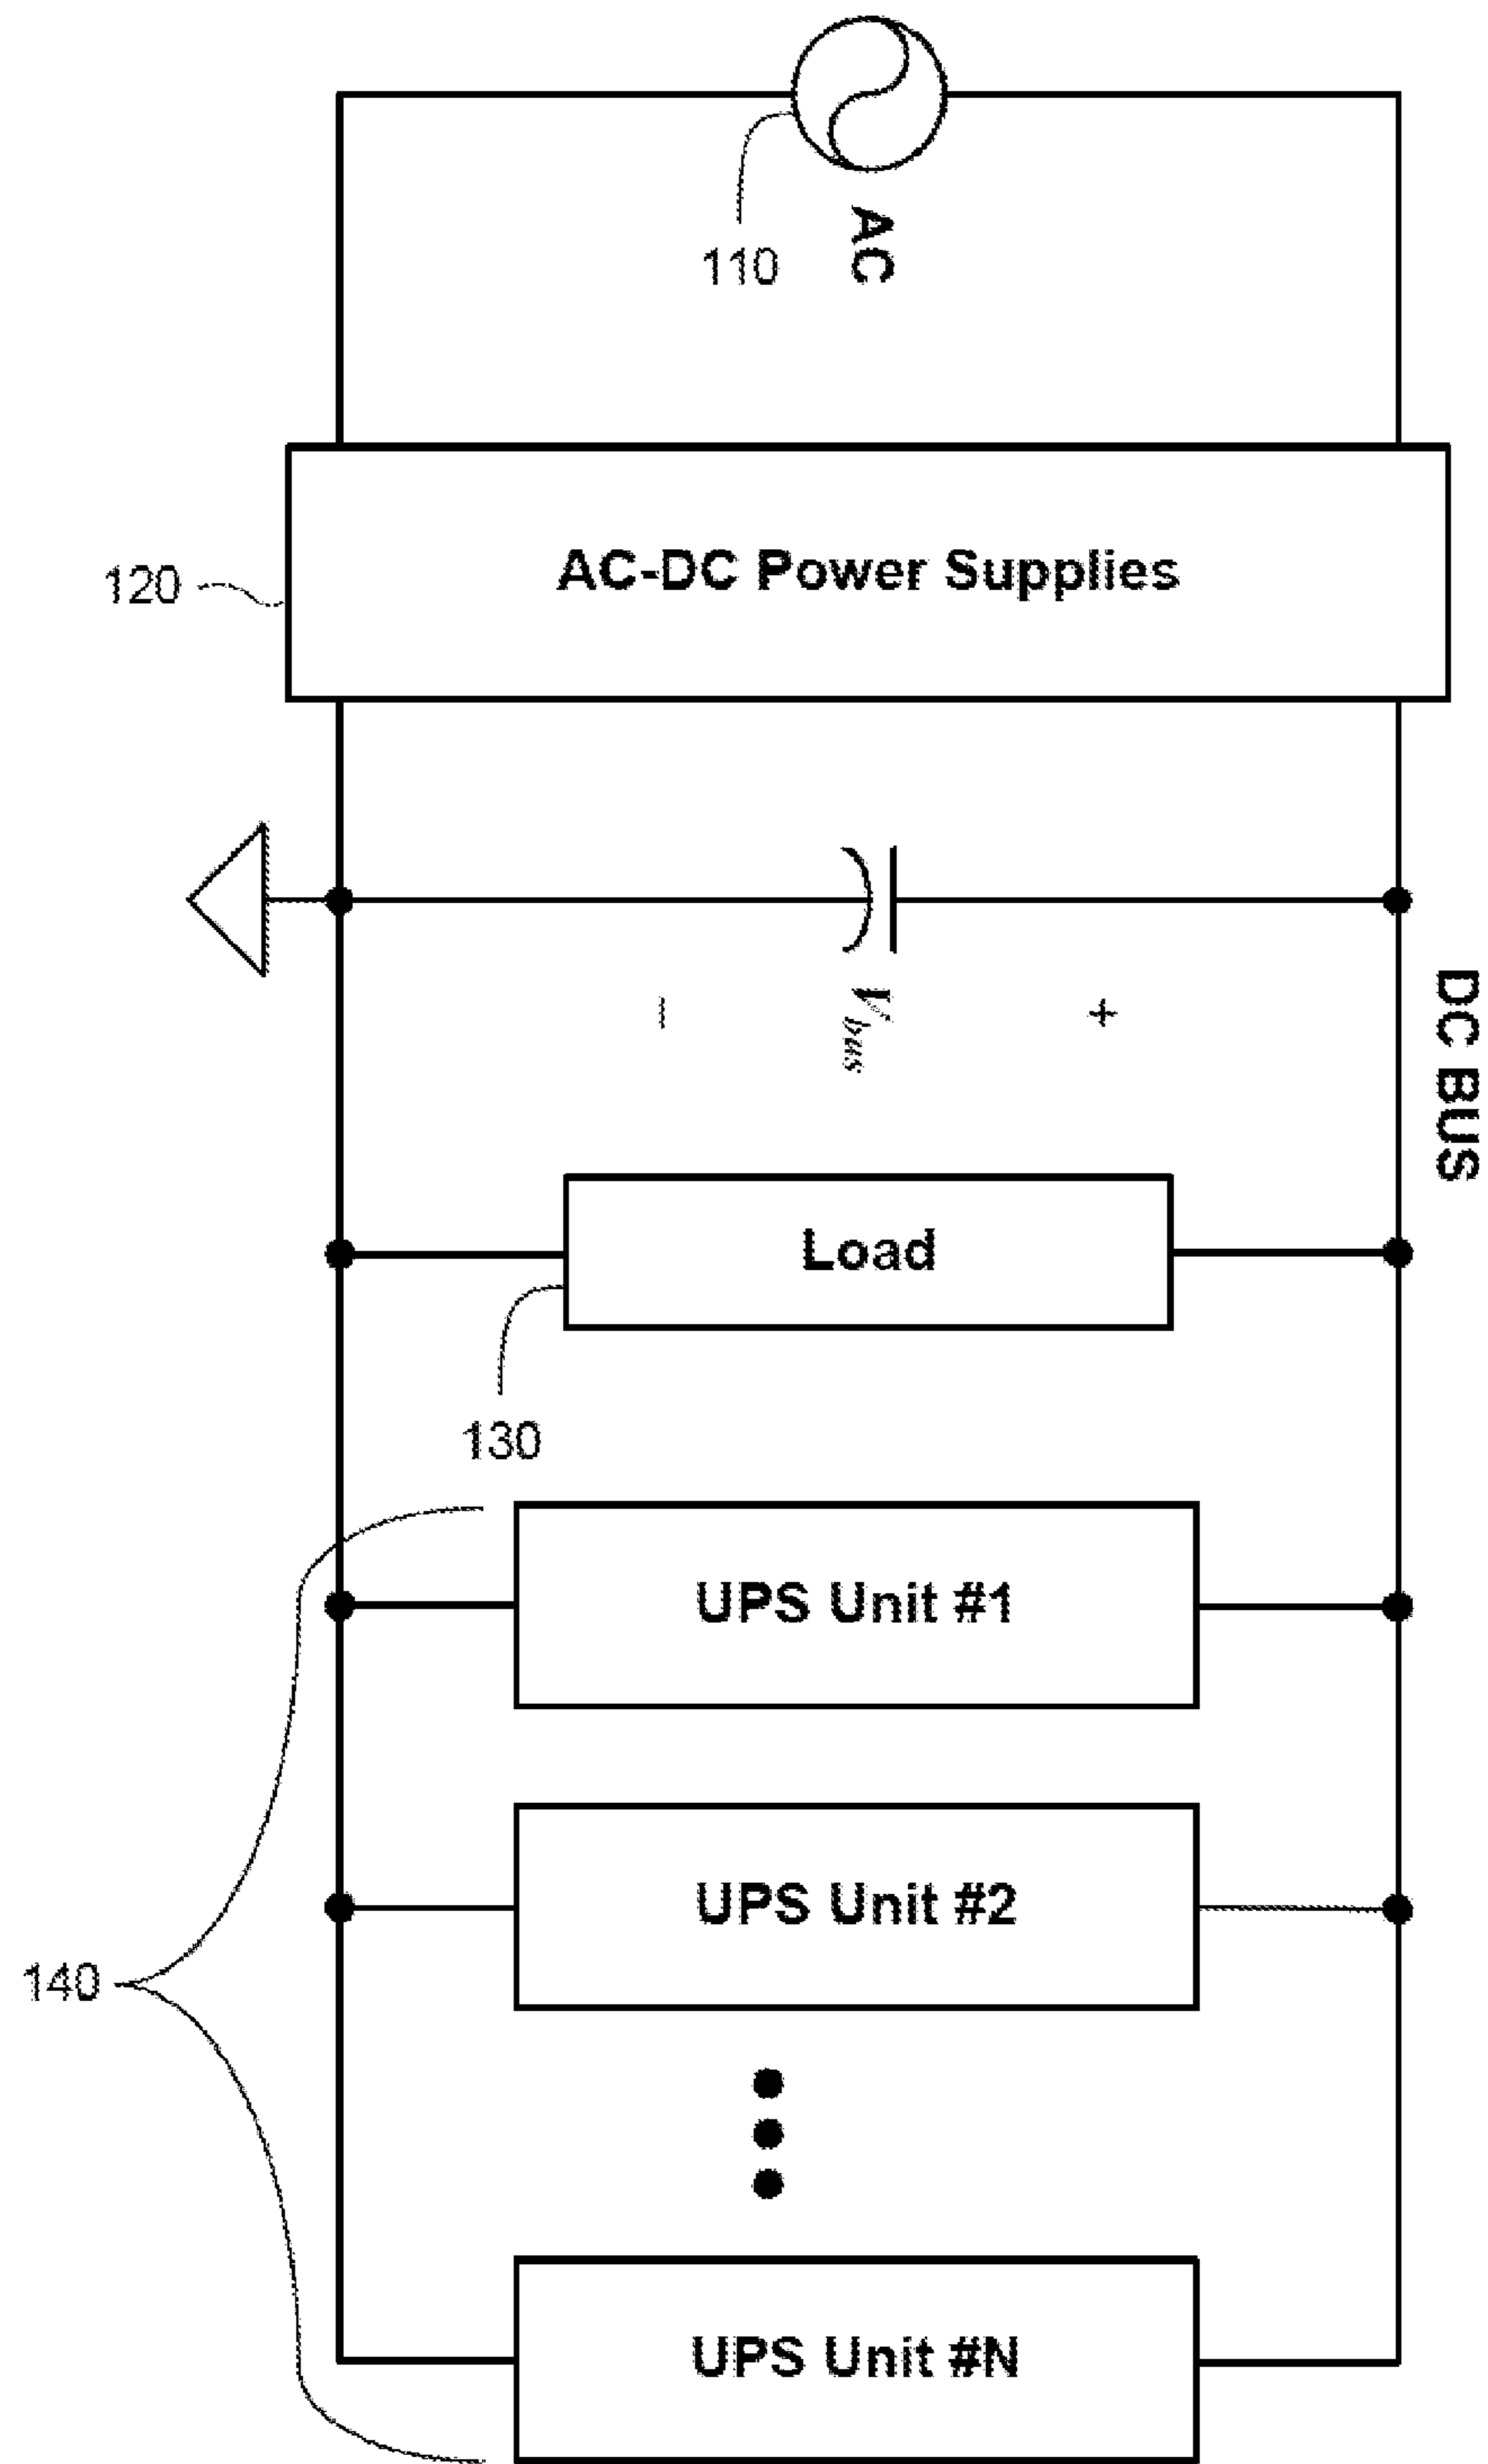 110
AC
120
AC-DC Power Supplies
− V_bus +
DC BUS
Load
130
UPS Unit #1
UPS Unit #2
140
UPS Unit #N